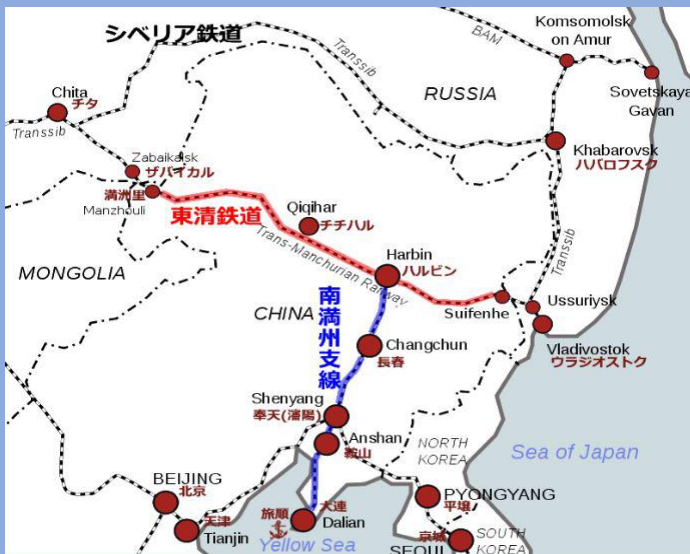 シベリア鉄道
Komsomolsk
on Amur
BAM
Transsib
Sovetskaya
Gavan
RUSSIA
Chita
チタ
Transsib
Khabarovsk
ハバロフスク
Zabaikalsk
ザバイカル
満洲里
Manzhouli
東清鉄道
Qiqihar
チチハル
Trans-Manchurian Railway
Harbin
ハルビン
Transsib
MONGOLIA
Suifenhe
Ussuriysk
CHINA
南満州支線
Vladivostok
ウラジオストク
Changchun
長春
Shenyang
奉天(瀋陽)
Anshan
鞍山
NORTH
KOREA
Sea of Japan
BEIJING
北京
PYONGYANG
平壌
天津
Tianjin
旅順
大連
Dalian
京城
SEOUL
SOUTH
KOREA
Yellow Sea